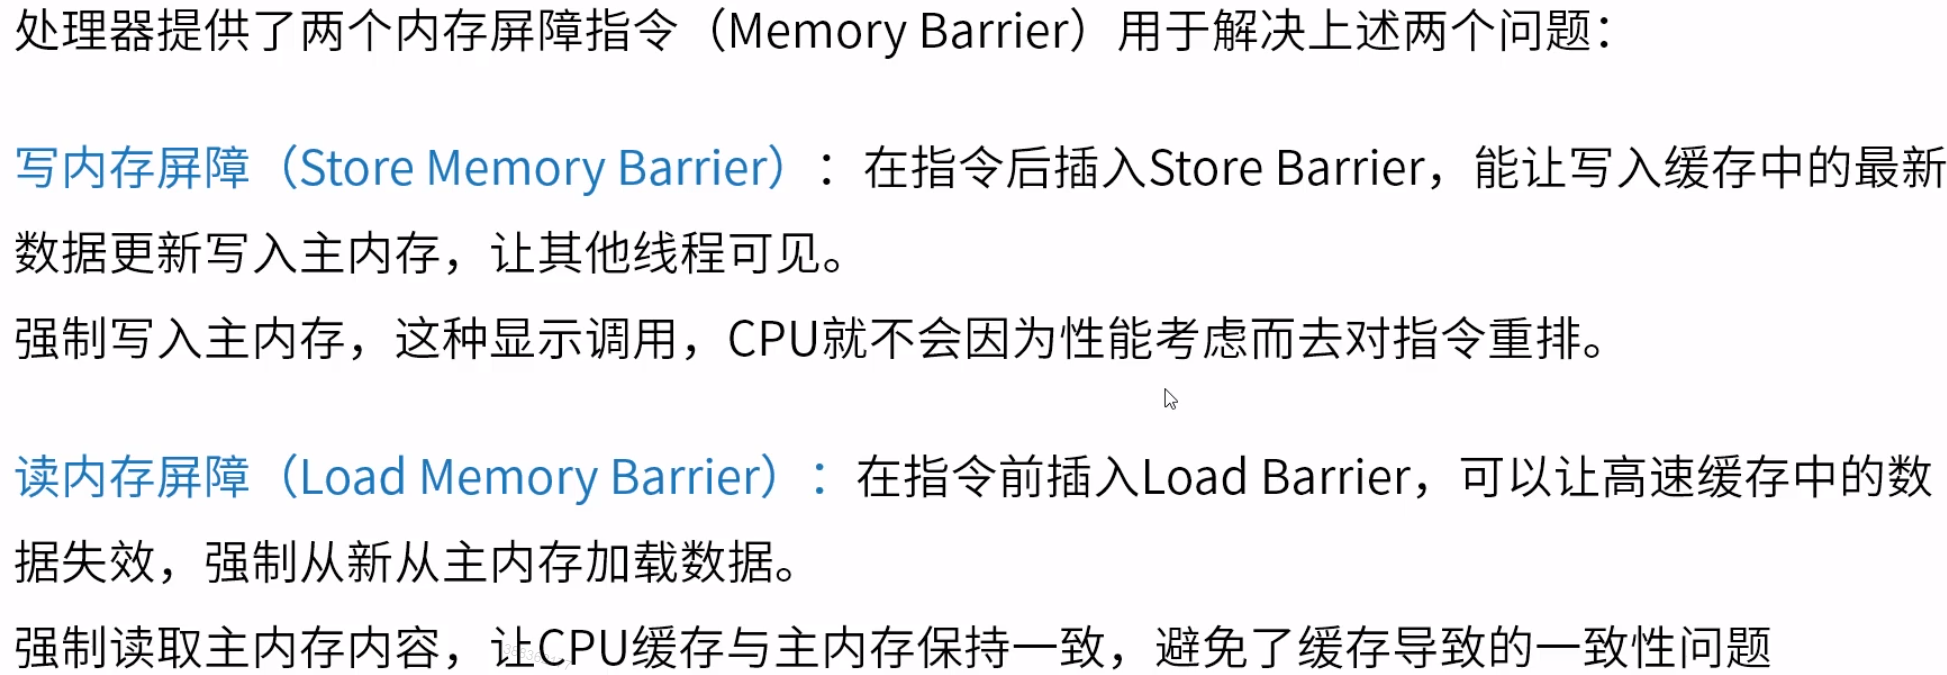 处理器提供了两个内存屏障指令（Memory Barrier）用于解决上述两个问题：
写内存屏障（Store Memory Barrier）：在指令后插入Store Barrier，能让写入缓存中的最新
数据更新写入主内存，让其他线程可见。
强制写入主内存，这种显示调用，CPU就不会因为性能考虑而去对指令重排。
读内存屏障（Load Memory Barrier）：在指令前插入Load Barrier，可以让高速缓存中的数
据失效，强制从新从主内存加载数据。
强制读取主内存内容，让CPU缓存与主内存保持一致，避免了缓存导致的一致性问题